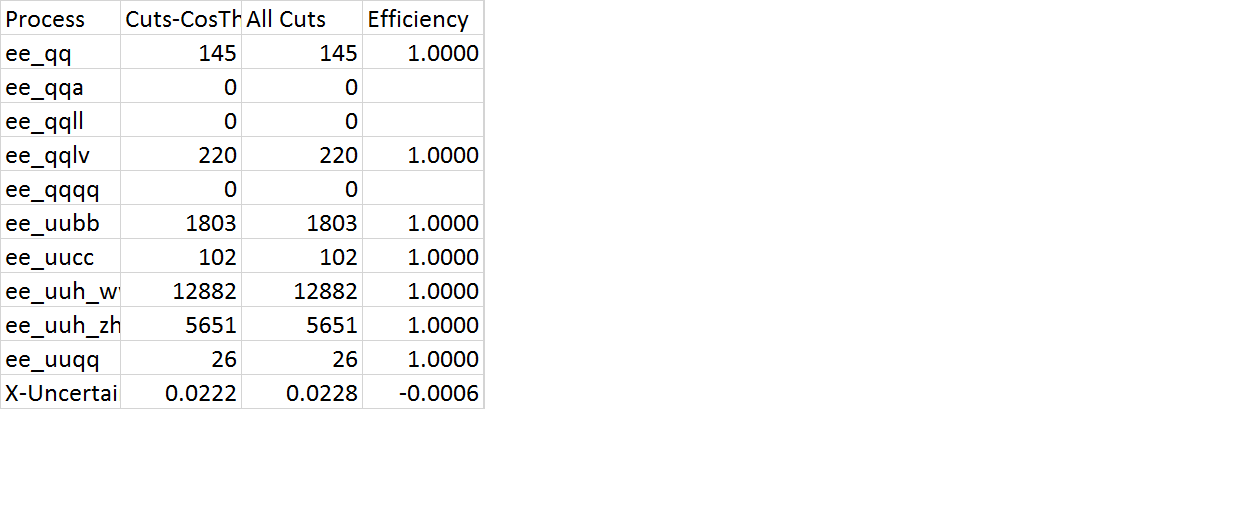 Process Cuts-CosTh All Cuts Efficiency
ee_qq 145 145 1.0000
ee_qqa 0 0
ee_qqll 0 0
ee_qqlv 220 220 1.0000
ee_qqqq 0 0
ee_uubb 1803 1803 1.0000
ee_uucc 102 102 1.0000
ee_uuh_w 12882 12882 1.0000
ee_uuh_zh 5651 5651 1.0000
ee_uuqq 26 26 1.0000
X-Uncertai 0.0222 0.0228 -0.0006